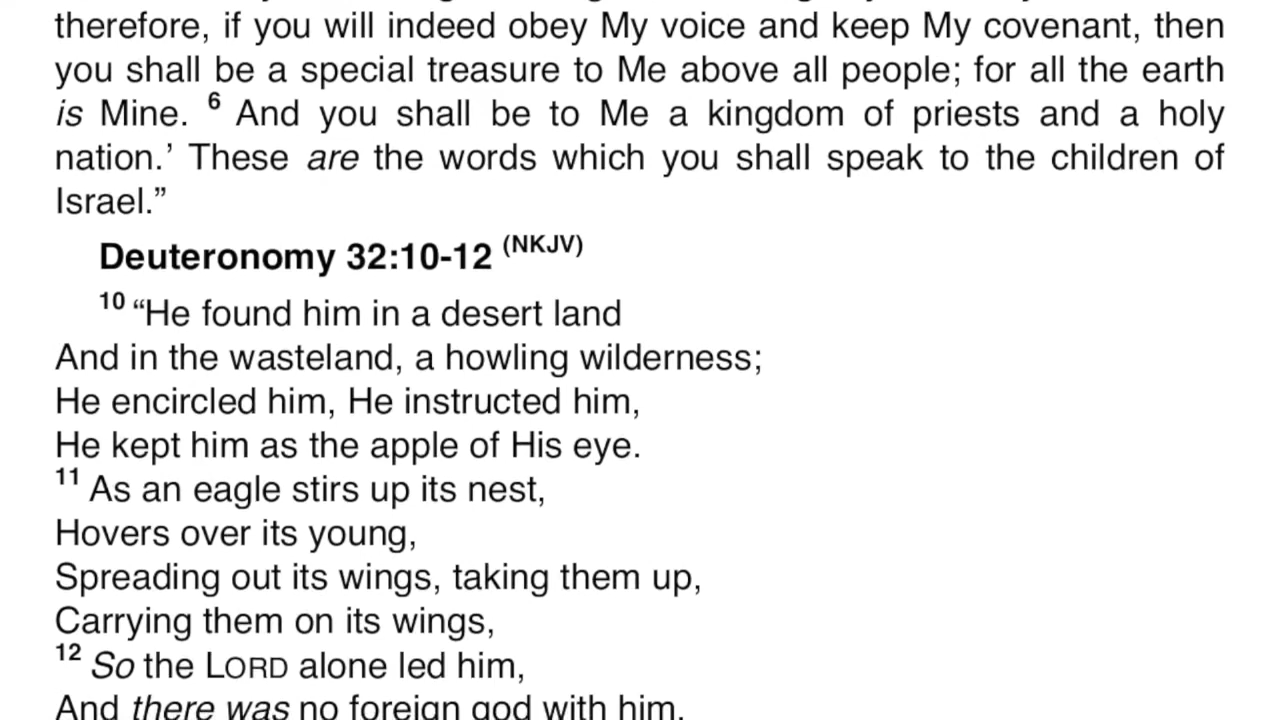 therefore, if you will indeed obey My voice and keep My covenant, then
you shall be a special treasure to Me above all people; for all the earth
is Mine. 6 And you shall be to Me a kingdom of priests and a holy
nation.’ These are the words which you shall speak to the children of
Israel.”
Deuteronomy 32:10-12 (NKJV)
10 “He found him in a desert land
And in the wasteland, a howling wilderness;
He encircled him, He instructed him,
He kept him as the apple of His eye.
11 As an eagle stirs up its nest,
Hovers over its young,
Spreading out its wings, taking them up,
Carrying them on its wings,
12 So the LORD alone led him,
And there was no foreign god with him.